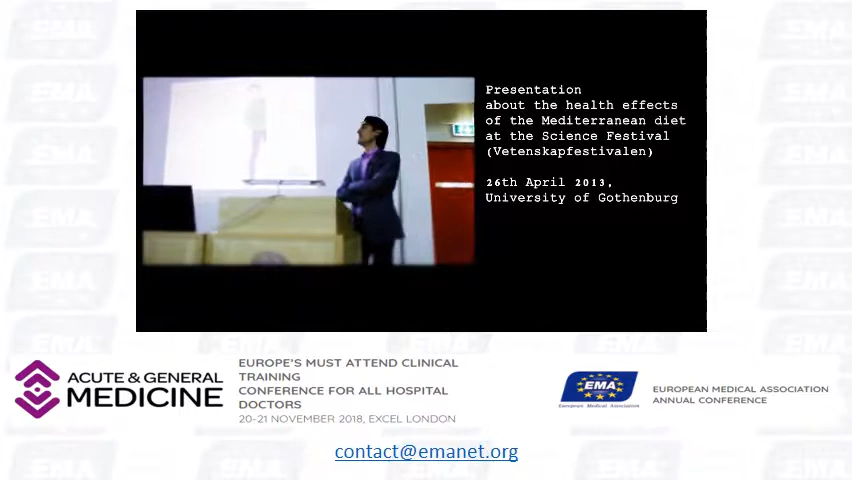 Presentation
about the health effects
of the Mediterranean diet
at the Science Festival
(Vetenskapfestivalen)
26th April 2013,
University of Gothenburg
ACUTE & GENERAL
MEDICINE
EUROPE'S MUST ATTEND CLINICAL
TRAINING
CONFERENCE FOR ALL HOSPITAL
DOCTORS
20-21 NOVEMBER 2018, EXCEL LONDON
EMA
European Medical Association
EUROPEAN MEDICAL ASSOCIATION
ANNUAL CONFERENCE
contact@emanet.org